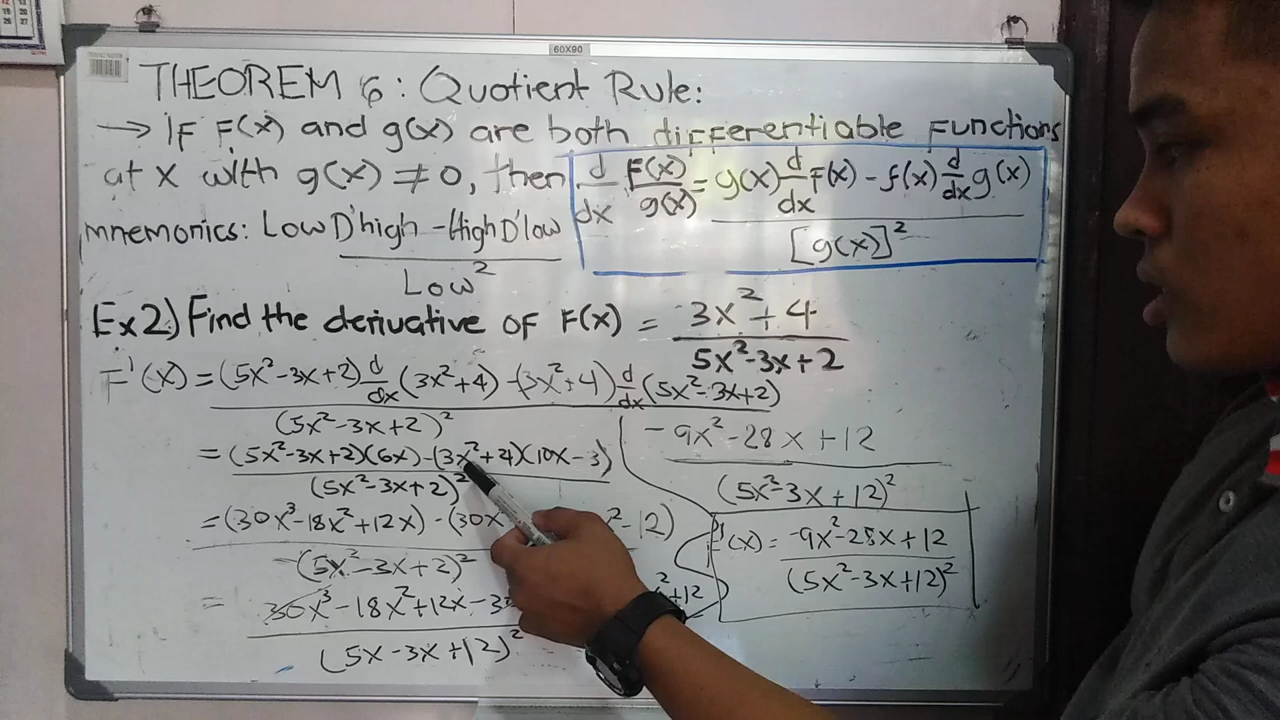 60X90
THEOREM 6: Quotient Rule:
→ IF F(x) and g(x) are both differentiable Functions
at x with g(x) ≠ 0, then
d/dx F(x)/g(x) = g(x) d/dx F(x) - f(x) d/dx g(x) / [g(x)]²
mnemonics: Low D'high - High D'low / Low²
Ex2) Find the derivative of F(x) = 3x²+4 / 5x²-3x+2
F'(x) = (5x²-3x+2) d/dx (3x²+4) - (3x²+4) d/dx (5x²-3x+2) / (5x²-3x+2)²
= (5x²-3x+2)(6x) - (3x²+4)(10x-3) / (5x²-3x+2)²
= (30x³-18x²+12x) - (30x ² -12) / (5x²-3x+2)²
= 30x³-18x²+12x-3 ²+12 / (5x-3x+12)²
-9x²-28x+12 / (5x²-3x+12)²
'(x) = -9x²-28x+12 / (5x²-3x+12)²